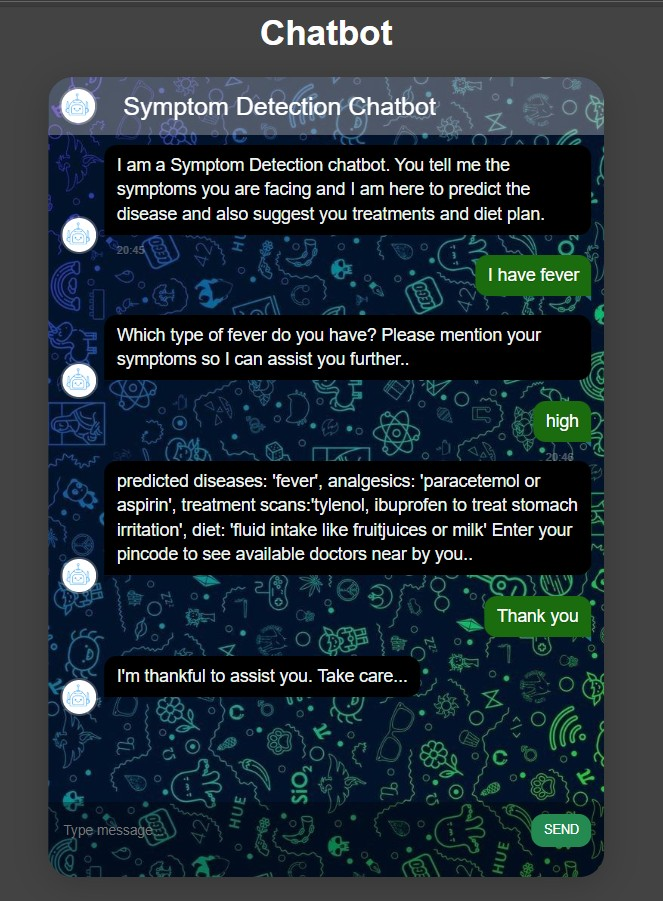 Chatbot
Symptom Detection Chatbot
I am a Symptom Detection chatbot. You tell me the
symptoms you are facing and I am here to predict the
disease and also suggest you treatments and diet plan.
20:45
I have fever
Which type of fever do you have? Please mention your
symptoms so I can assist you further..
high
20:46
predicted diseases: 'fever', analgesics: 'paracetemol or
aspirin', treatment scans:'tylenol, ibuprofen to treat stomach
irritation', diet: 'fluid intake like fruitjuices or milk' Enter your
pincode to see available doctors near by you..
Thank you
I'm thankful to assist you. Take care...
SiO2
HUE
HUE
Type message
SEND